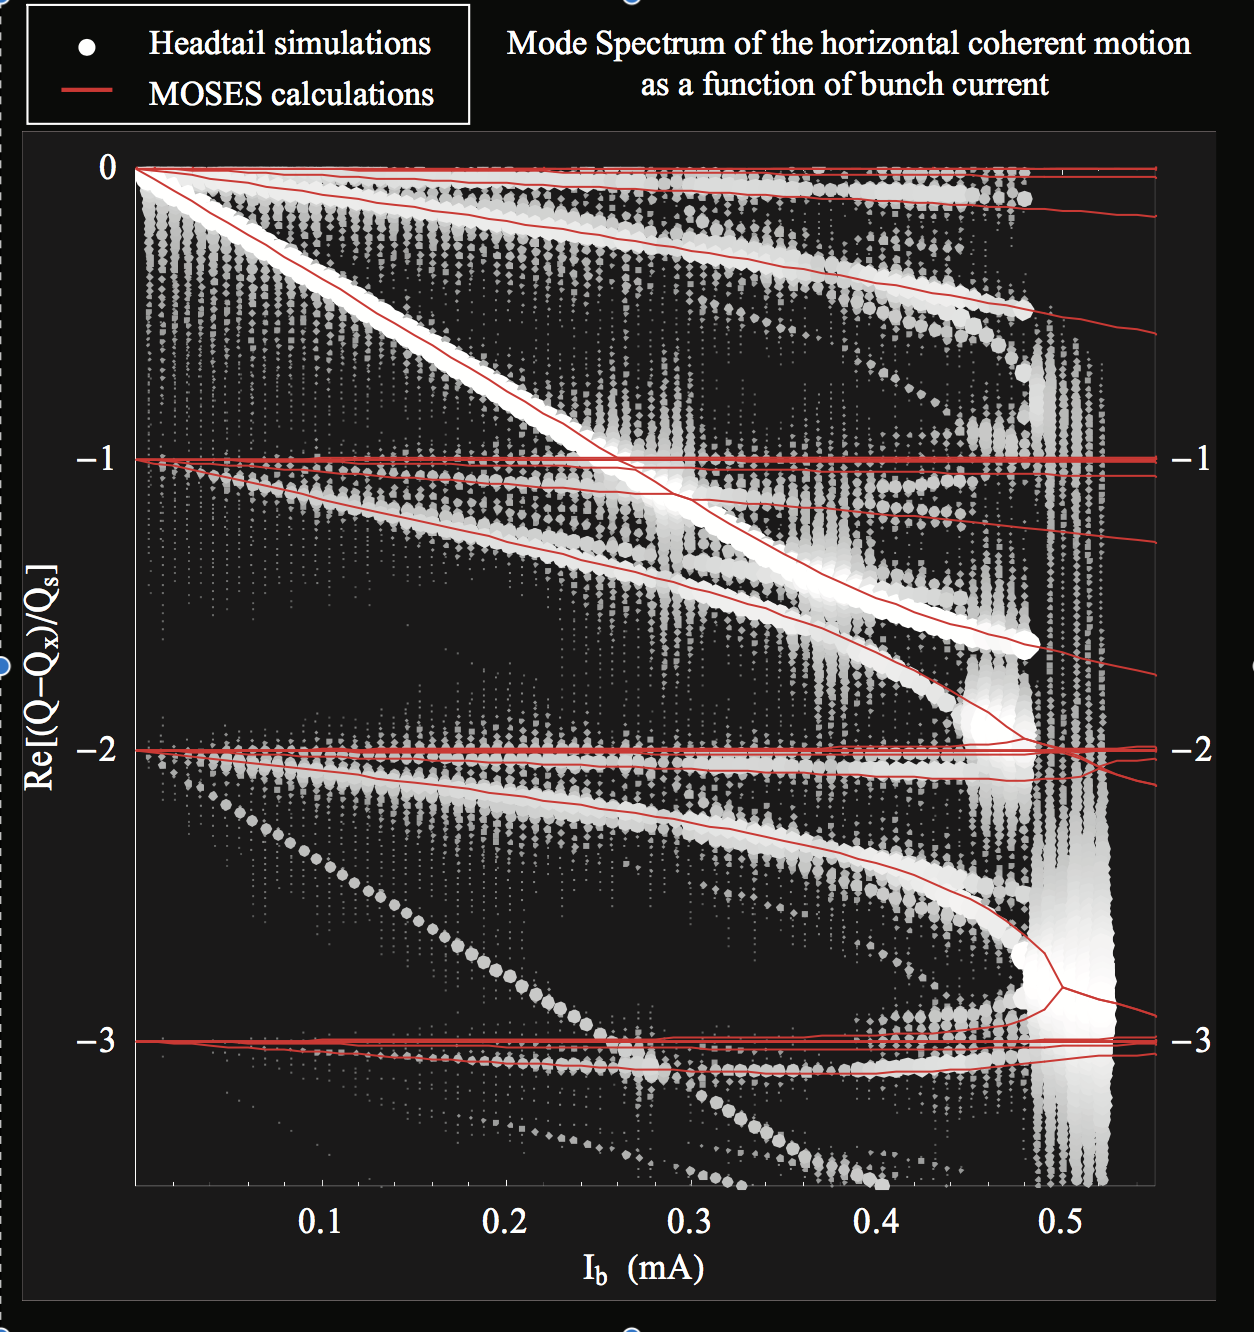 Headtail simulations
MOSES calculations
Mode Spectrum of the horizontal coherent motion
as a function of bunch current
0
−1
−2
−3
−1
−2
−3
Re[(Q−Qₓ)/Qₛ]
0.1 0.2 0.3 0.4 0.5
I_b (mA)